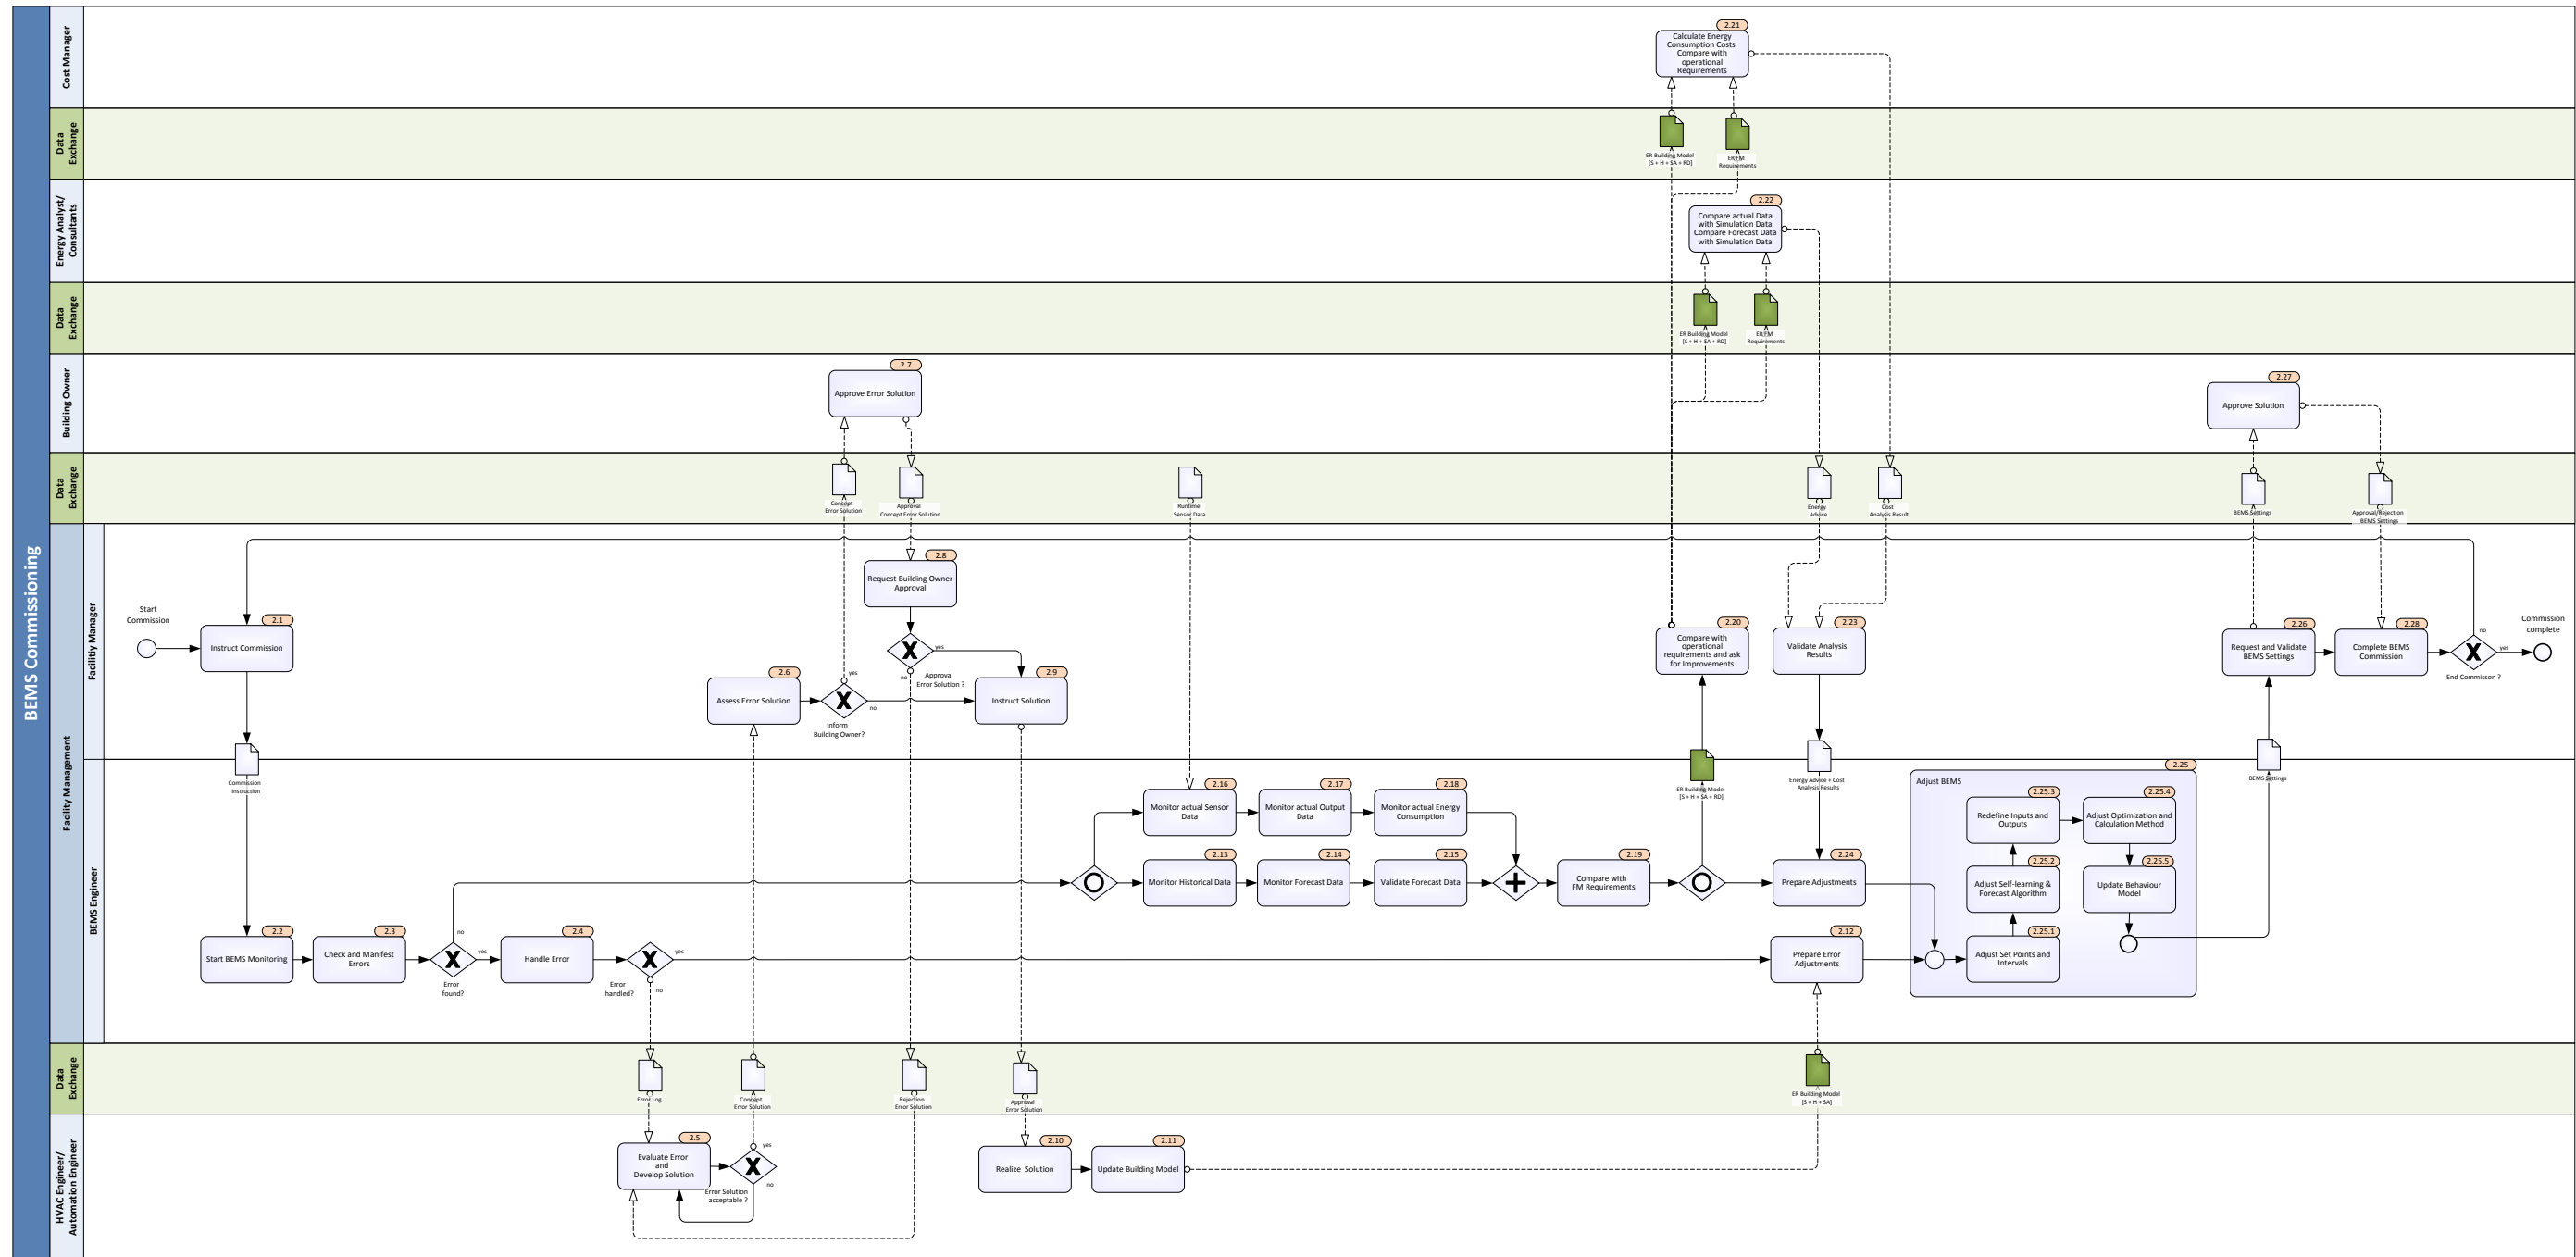 BEMS Commissioning
Cost Manager
2.21
Calculate Energy
Consumption Costs
Compare with
operational
Requirements
Data
Exchange
ER Building Model
[S + H + SA + RD]
ER FM
Requirements
Energy Analyst/
Consultants
2.22
Compare actual Data
with Simulation Data
Compare Forecast Data
with Simulation Data
Data
Exchange
ER Building Model
[S + H + SA + RD]
ER FM
Requirements
Building Owner
2.7
Approve Error Solution
2.27
Approve Solution
Data
Exchange
Concept
Error Solution
Approval
Concept Error Solution
Runtime
Sensor Data
Energy
Advice
Cost
Analysis Result
BEMS Settings
Approval/Rejection
BEMS Settings
Facility Management
Facilitiy Manager
Start
Commission
2.1
Instruct Commission
2.8
Request Building Owner
Approval
yes
no
Approval
Error Solution ?
2.6
Assess Error Solution
yes
no
Inform
Building Owner?
2.9
Instruct Solution
2.20
Compare with
operational
requirements and ask
for Improvements
2.23
Validate Analysis
Results
2.26
Request and Validate
BEMS Settings
2.28
Complete BEMS
Commission
no
yes
End Commisson ?
Commission
complete
Commission
Instruction
ER Building Model
[S + H + SA + RD]
Energy Advice + Cost
Analysis Results
BEMS Settings
BEMS Engineer
2.16
Monitor actual Sensor
Data
2.17
Monitor actual Output
Data
2.18
Monitor actual Energy
Consumption
2.13
Monitor Historical Data
2.14
Monitor Forecast Data
2.15
Validate Forecast Data
2.19
Compare with
FM Requirements
2.24
Prepare Adjustments
2.25
Adjust BEMS
2.25.3
Redefine Inputs and
Outputs
2.25.4
Adjust Optimization and
Calculation Method
2.25.2
Adjust Self-learning &
Forecast Algorithm
2.25.5
Update Behaviour
Model
2.25.1
Adjust Set Points and
Intervals
2.2
Start BEMS Monitoring
2.3
Check and Manifest
Errors
no
yes
Error
found?
2.4
Handle Error
yes
no
Error
handled?
2.12
Prepare Error
Adjustments
Data
Exchange
Error Log
Concept
Error Solution
Rejection
Error Solution
Approval
Error Solution
ER Building Model
[S + H + SA]
HVAC Engineer/
Automation Engineer
2.5
Evaluate Error
and
Develop Solution
yes
no
Error Solution
acceptable ?
2.10
Realize Solution
2.11
Update Building Model